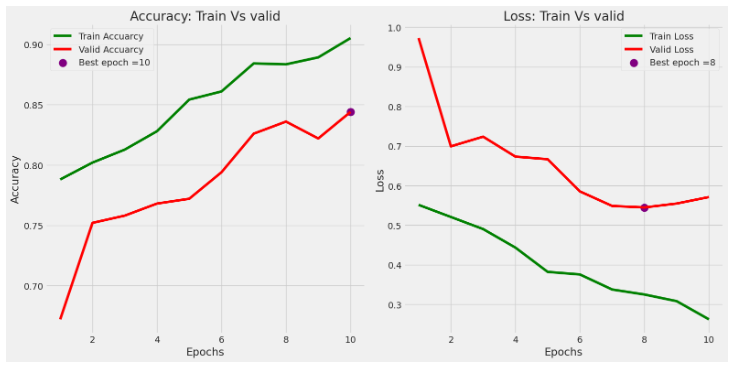 Accuracy: Train Vs valid
Train Accuarcy
Valid Accuarcy
Best epoch =10
0.90
0.85
0.80
0.75
0.70
Accuracy
2
4
6
8
10
Epochs
Loss: Train Vs valid
Train Loss
Valid Loss
Best epoch =8
1.0
0.9
0.8
0.7
0.6
0.5
0.4
0.3
Loss
2
4
6
8
10
Epochs